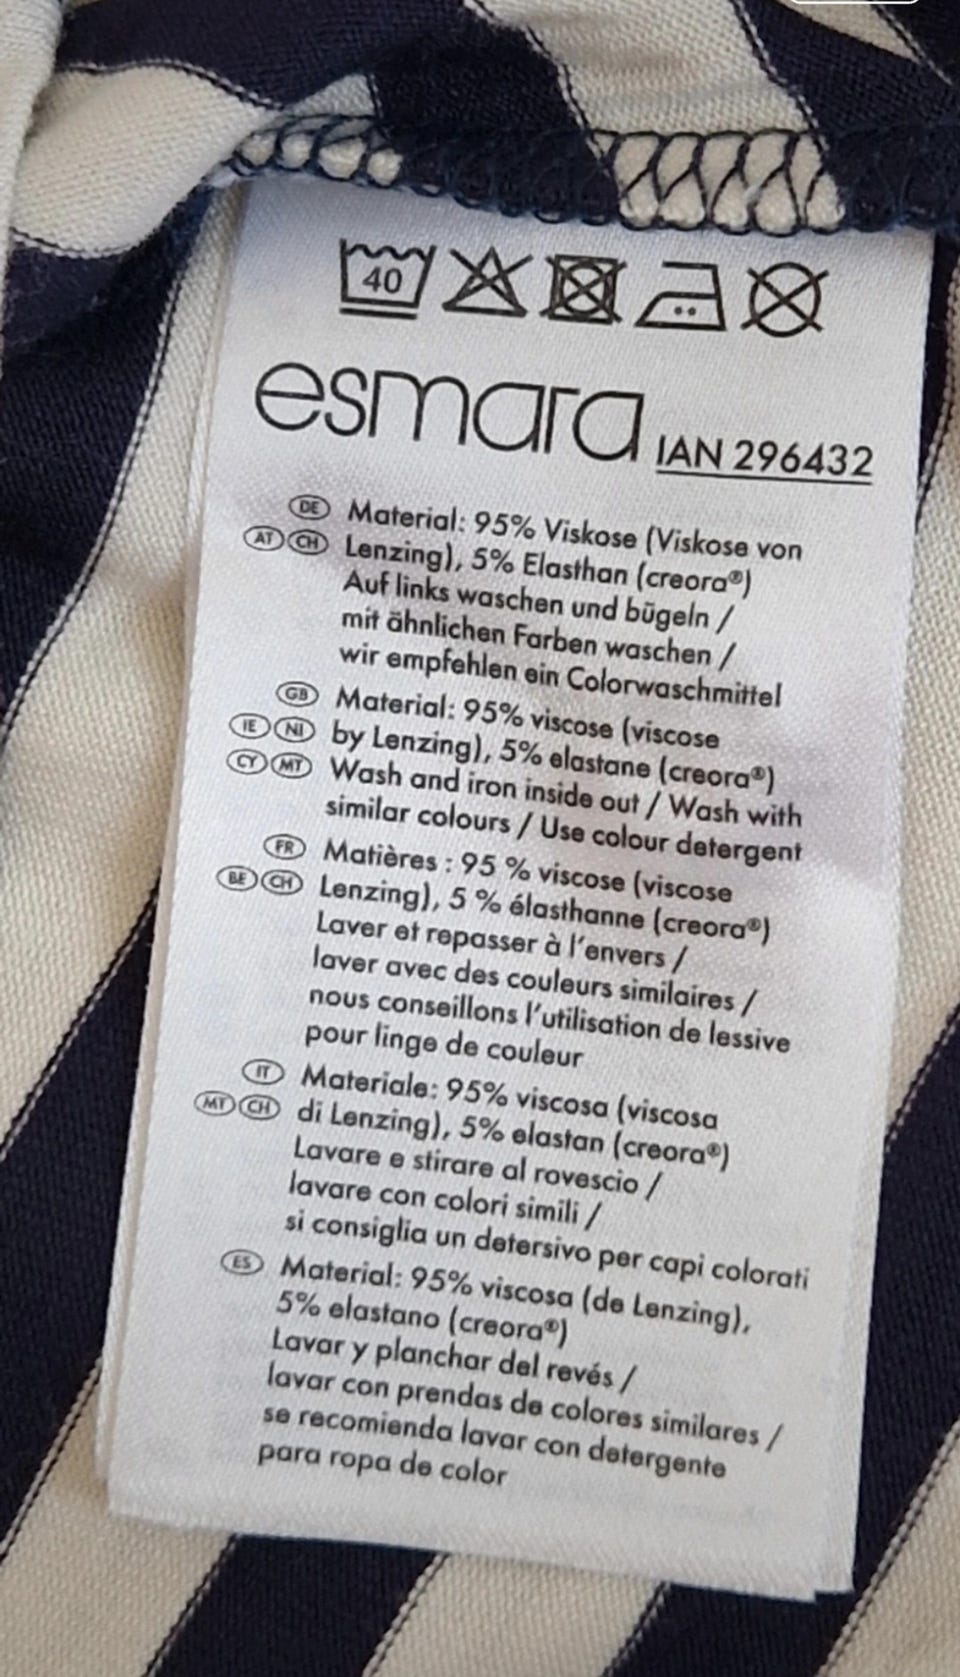 40
esmara IAN 296432
DE Material: 95% Viskose (Viskose von
AT CH Lenzing), 5% Elasthan (creora®)
Auf links waschen und bügeln /
mit ähnlichen Farben waschen /
wir empfehlen ein Colorwaschmittel
GB Material: 95% viscose (viscose
IE NI by Lenzing), 5% elastane (creora®)
CY MT Wash and iron inside out / Wash with
similar colours / Use colour detergent
FR Matières : 95 % viscose (viscose
BE CH Lenzing), 5 % élasthanne (creora®)
Laver et repasser à l'envers /
laver avec des couleurs similaires /
nous conseillons l'utilisation de lessive
pour linge de couleur
IT Materiale: 95% viscosa (viscosa
MT CH di Lenzing), 5% elastan (creora®)
Lavare e stirare al rovescio /
lavare con colori simili /
si consiglia un detersivo per capi colorati
ES Material: 95% viscosa (de Lenzing),
5% elastano (creora®)
Lavar y planchar del revés /
lavar con prendas de colores similares /
se recomienda lavar con detergente
para ropa de color